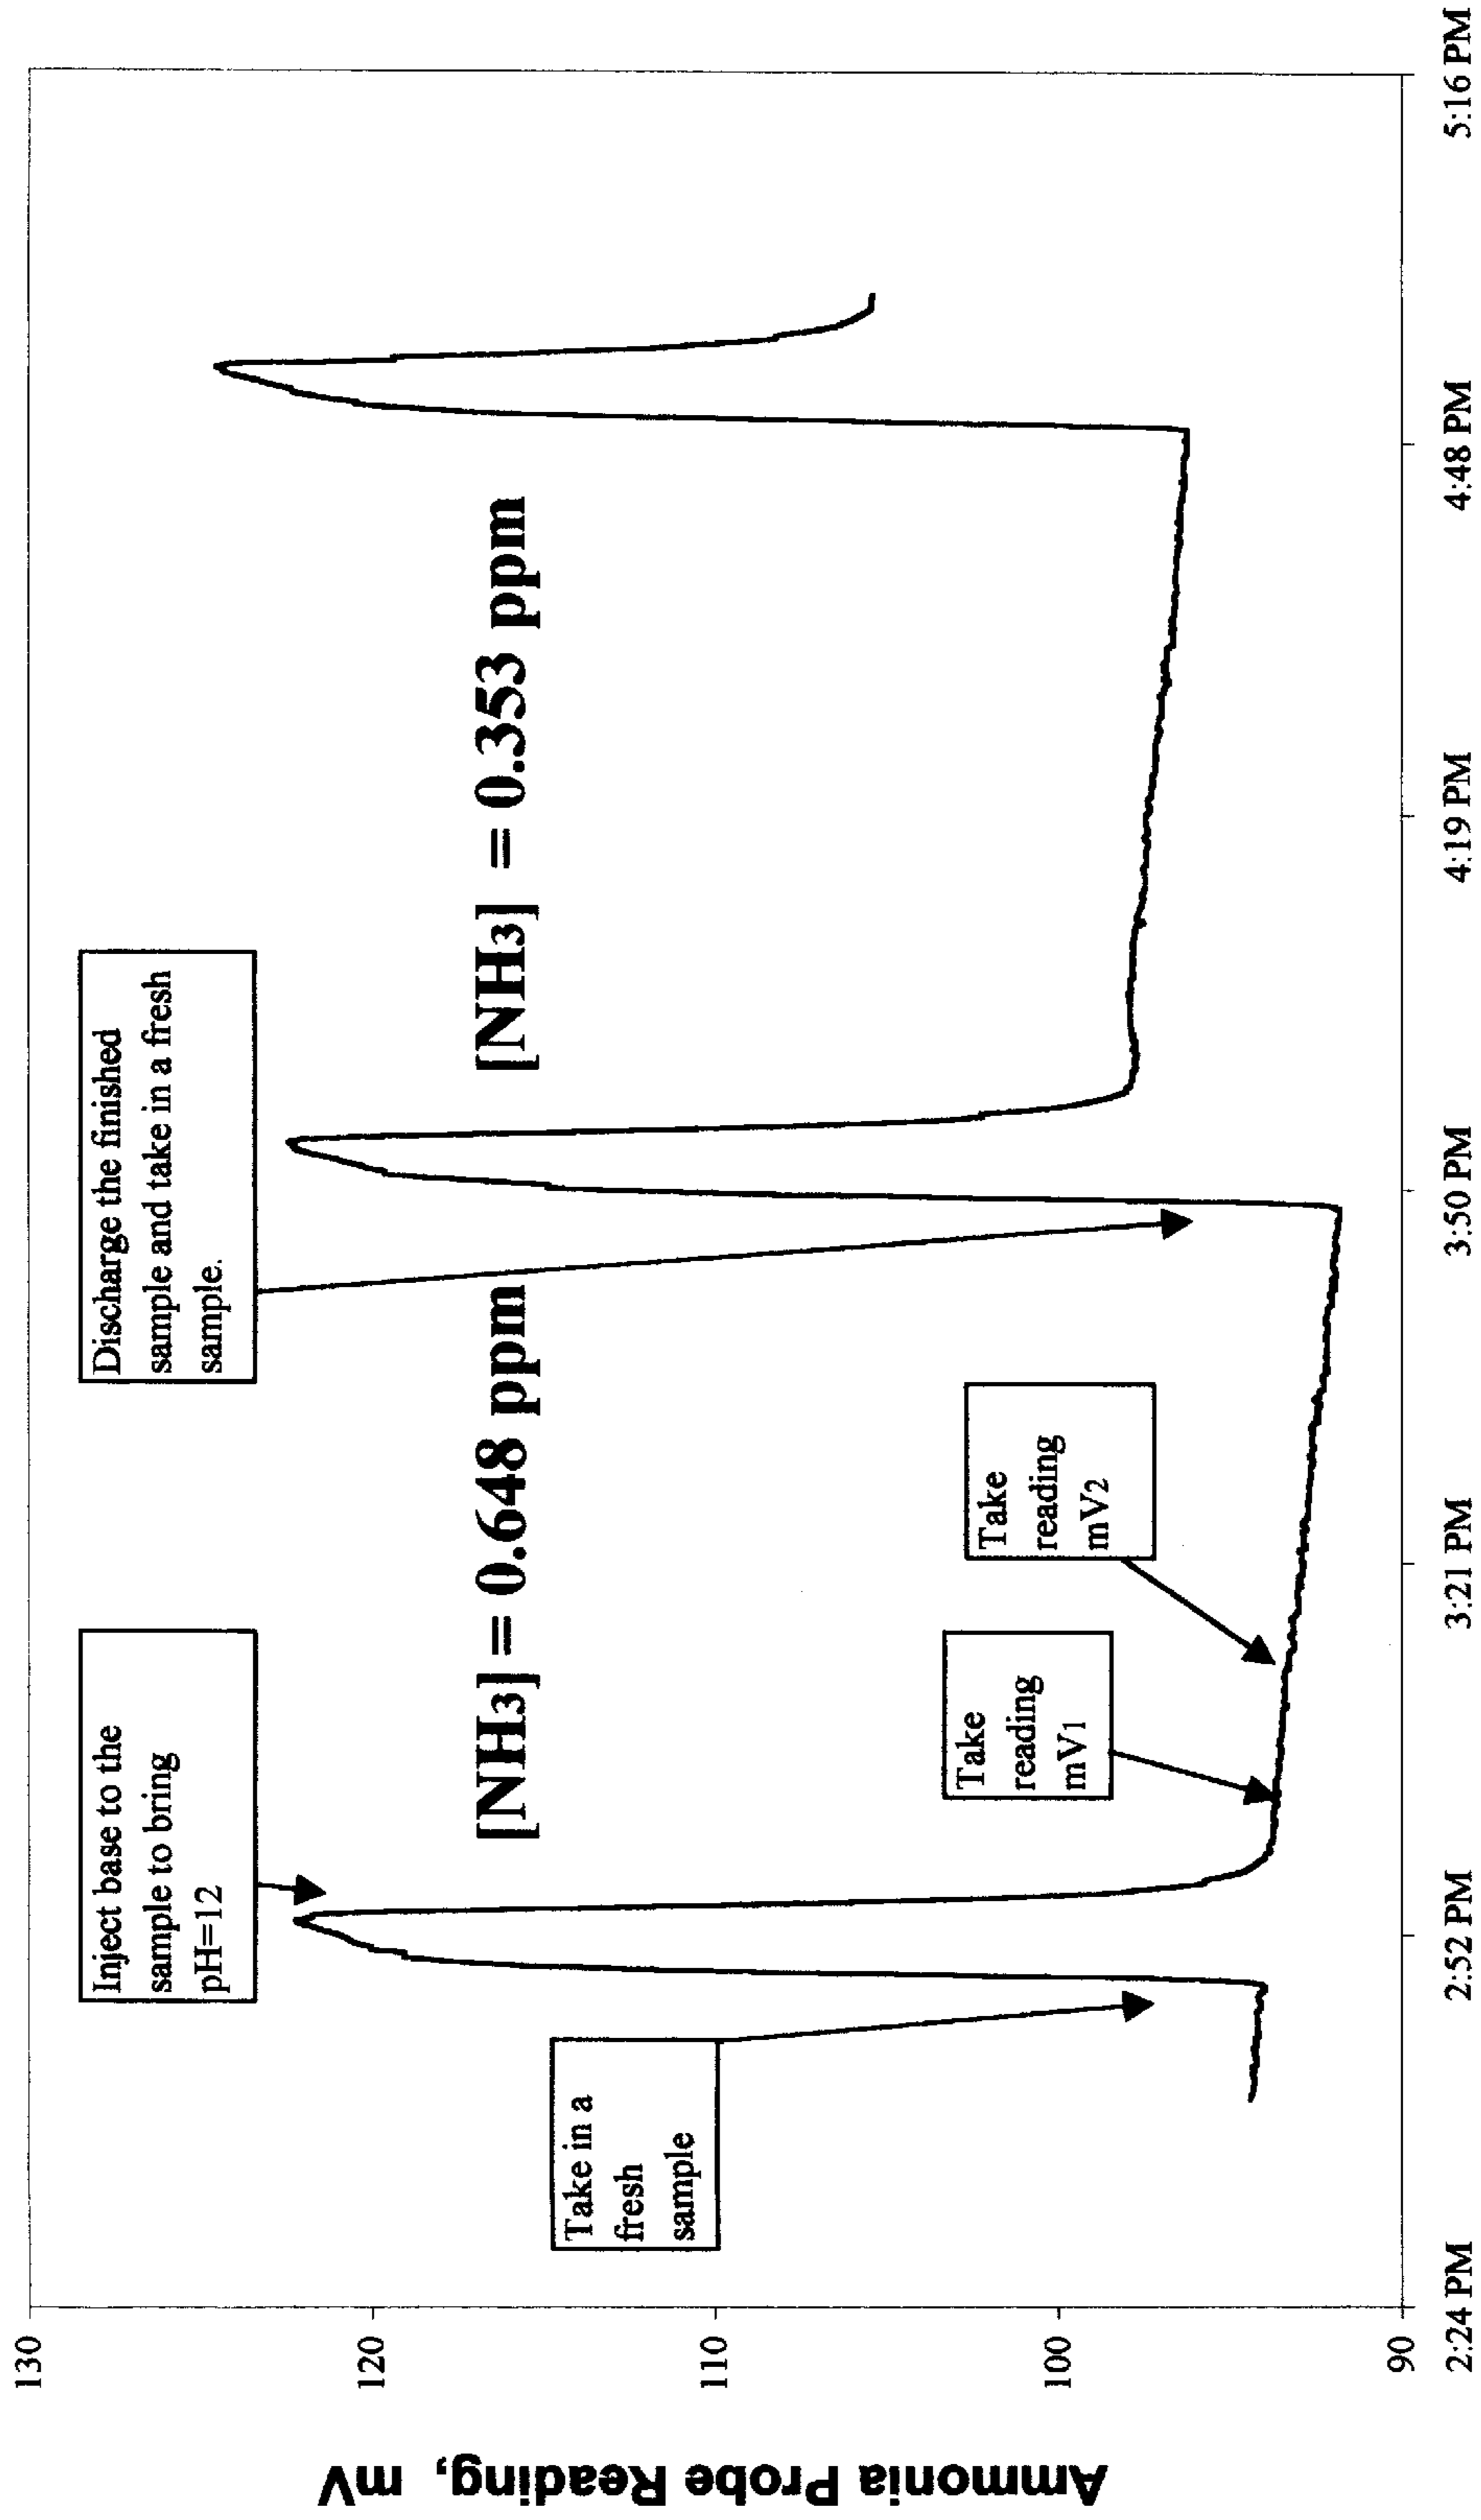 Ammonia Probe Reading, mV
130
120
110
100
90
2:24 PM
2:52 PM
3:21 PM
3:50 PM
4:19 PM
4:48 PM
5:16 PM
Inject base to the
sample to bring
pH=12
Discharge the finished
sample and take in a fresh
sample.
Take in a
fresh
sample
[NH3] = 0.648 ppm
[NH3] = 0.353 ppm
Take
reading
mV1
Take
reading
mV2